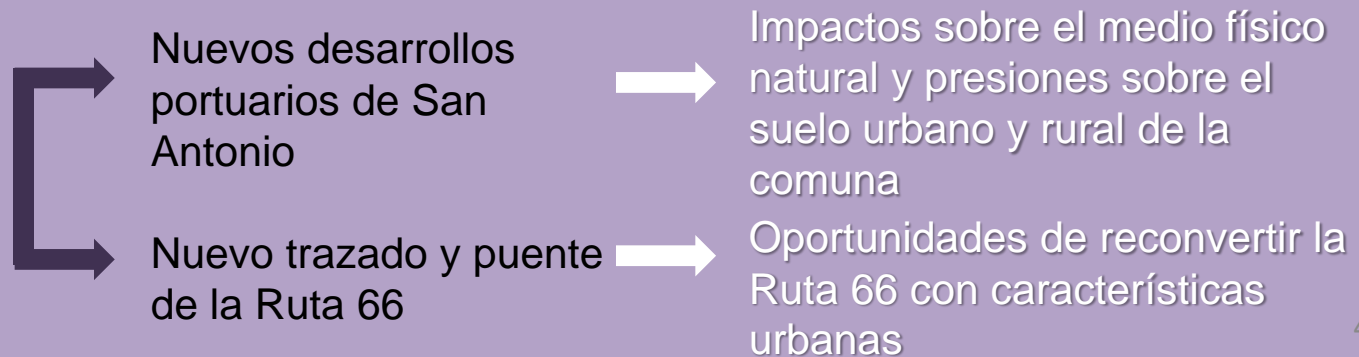 Nuevos desarrollos
portuarios de San
Antonio
Impactos sobre el medio físico
natural y presiones sobre el
suelo urbano y rural de la
comuna
Nuevo trazado y puente
de la Ruta 66
Oportunidades de reconvertir la
Ruta 66 con características
urbanas